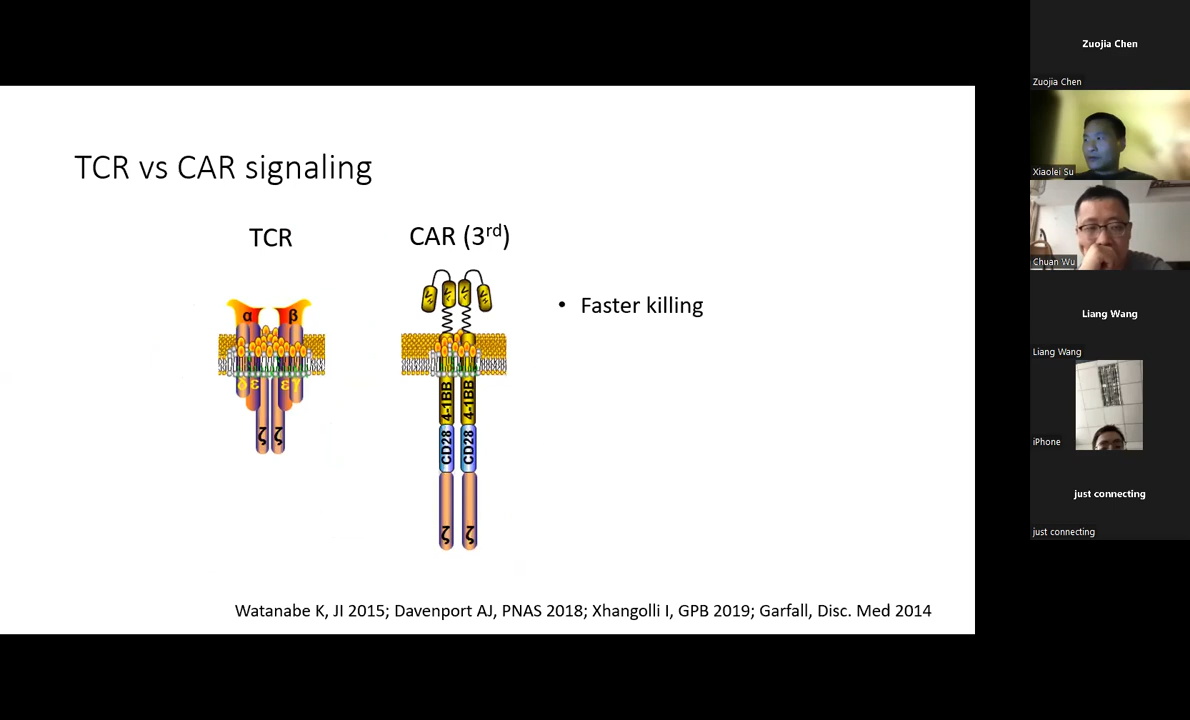 TCR vs CAR signaling
TCR
CAR (3rd)
α
β
δ
ε
ε
γ
ζ
ζ
4-1BB
4-1BB
CD28
CD28
ζ
ζ
• Faster killing
Watanabe K, JI 2015; Davenport AJ, PNAS 2018; Xhangolli I, GPB 2019; Garfall, Disc. Med 2014
Zuojia Chen
Zuojia Chen
Xiaolei Su
Chuan Wu
Liang Wang
Liang Wang
iPhone
just connecting
just connecting